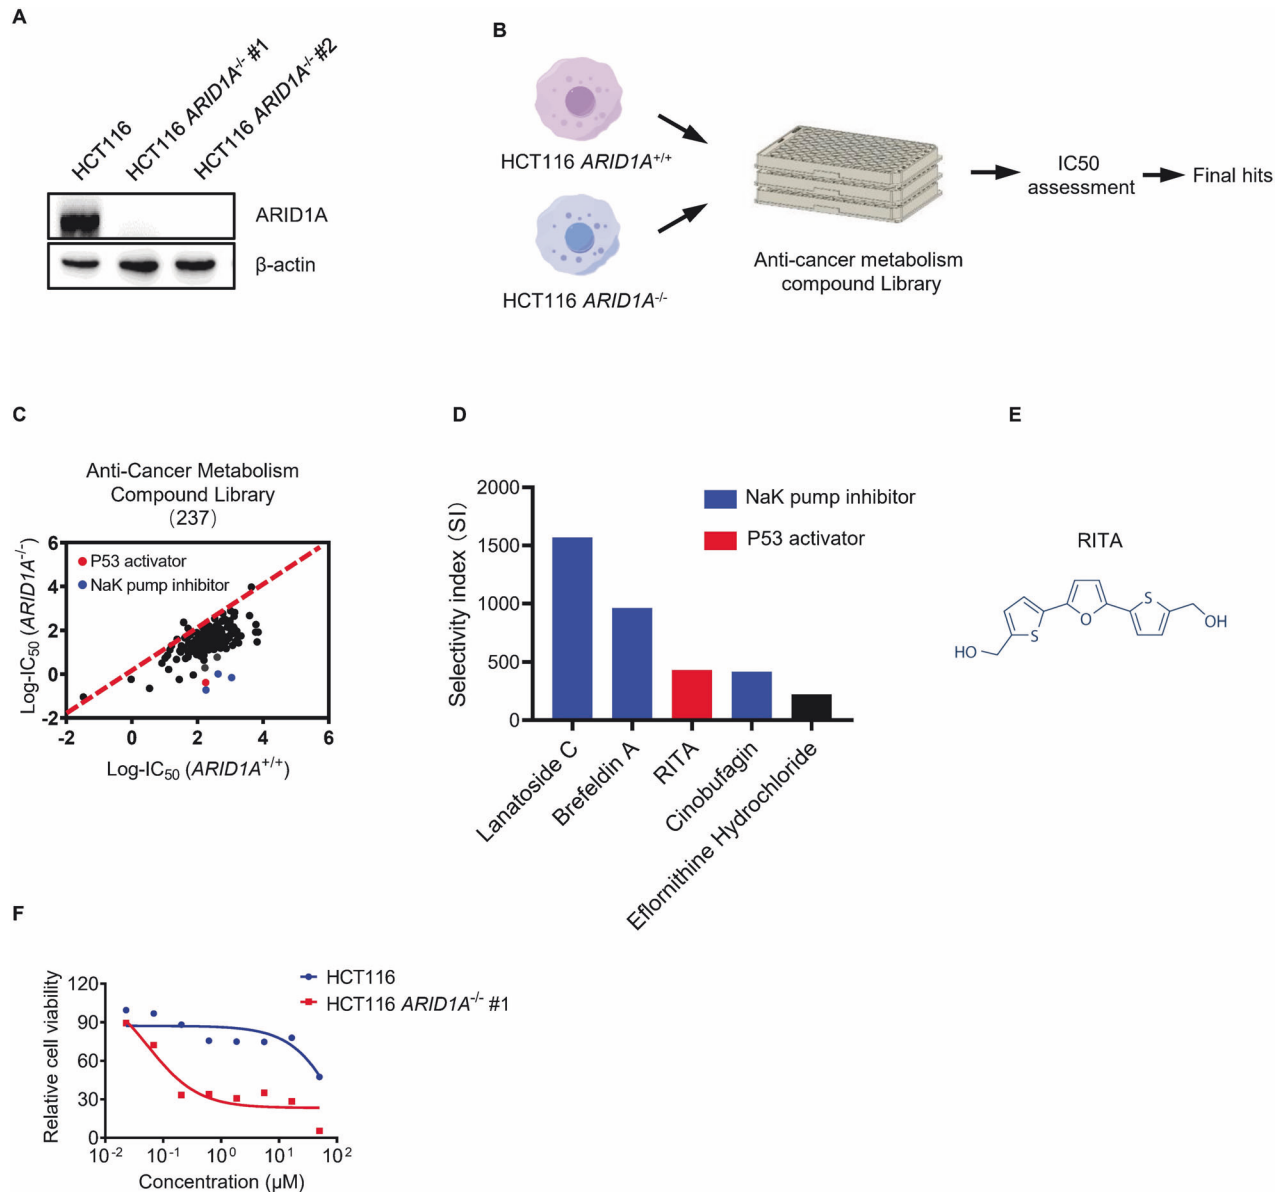 A
HCT116
HCT116 ARID1A-/- #1
HCT116 ARID1A-/- #2
ARID1A
β-actin
B
HCT116 ARID1A+/+
HCT116 ARID1A-/-
Anti-cancer metabolism
compound Library
IC50
assessment
Final hits
C
Anti-Cancer Metabolism
Compound Library
(237)
P53 activator
NaK pump inhibitor
Log-IC50 (ARID1A-/-)
6
4
2
0
-2
-2 0 2 4 6
Log-IC50 (ARID1A+/+)
D
NaK pump inhibitor
P53 activator
Selectivity index (SI)
2000
1500
1000
500
0
Lanatoside C
Brefeldin A
RITA
Cinobufagin
Eflornithine Hydrochloride
E
RITA
HO
S
O
S
OH
F
HCT116
HCT116 ARID1A-/- #1
Relative cell viability
120
90
60
30
0
10-2 10-1 100 101 102
Concentration (μM)